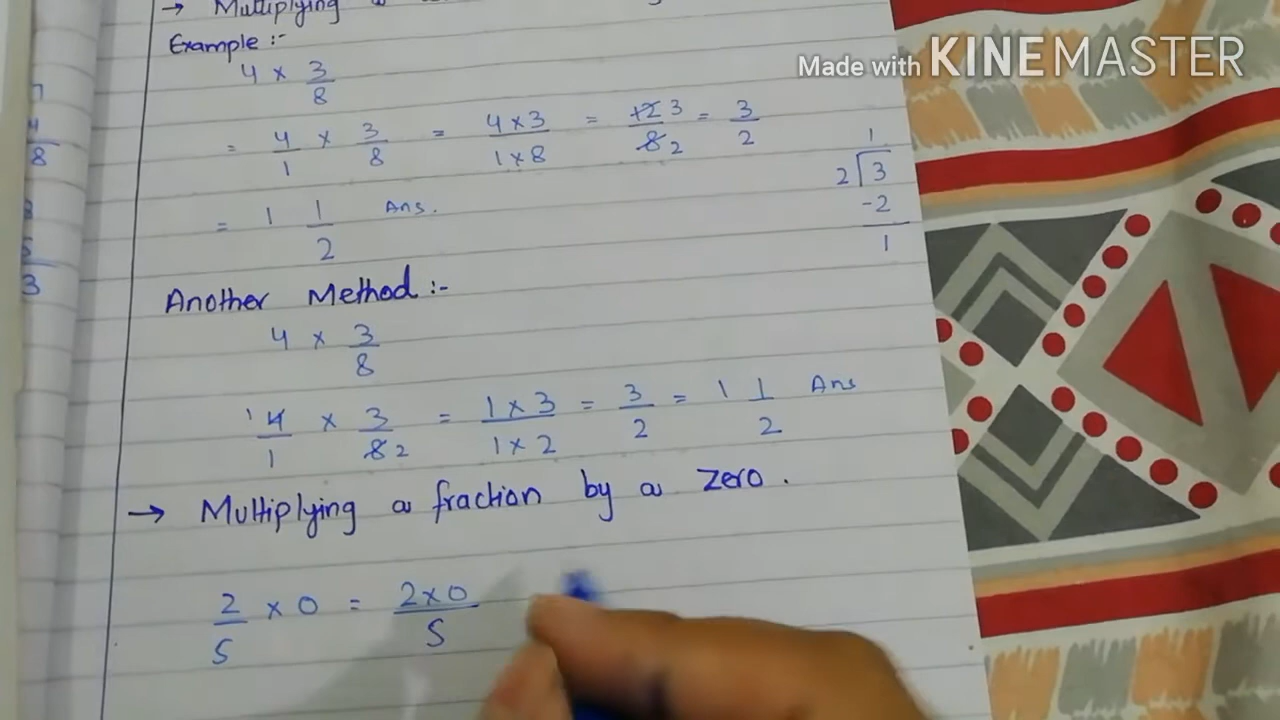 → Multiplying a
Made with KINEMASTER
Example :-
4 × 3/8
= 4/1 × 3/8 = 4×3/1×8 = 12 3/8 2 = 3/2
= 1 1/2 Ans.
1
2 3
-2
1
Another Method :-
4 × 3/8
1 4/1 × 3/8 2 = 1×3/1×2 = 3/2 = 1 1/2 Ans
→ Multiplying a fraction by a zero.
2/5 × 0 = 2×0/5